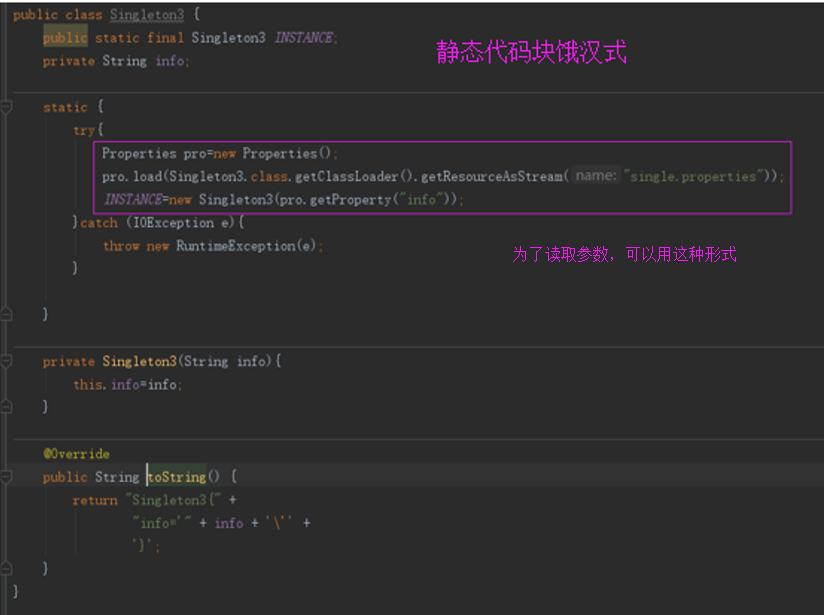 public class Singleton3 {
public static final Singleton3 INSTANCE;
静态代码块饿汉式
private String info;
static {
try{
Properties pro=new Properties();
pro.load(Singleton3.class.getClassLoader().getResourceAsStream( name: "single.properties"));
INSTANCE=new Singleton3(pro.getProperty("info"));
}catch (IOException e){
throw new RuntimeException(e);
为了读取参数，可以用这种形式
}
}
private Singleton3(String info){
this.info=info;
}
@Override
public String toString() {
return "Singleton3{" +
"info='" + info + '\'' +
'}';
}
}